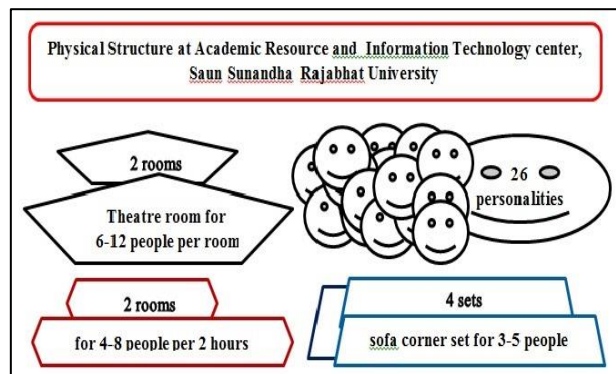 Physical Structure at Academic Resource and Information Technology center,
Saun Sunandha Rajabhat University
2 rooms
Theatre room for
6-12 people per room
26
personalities
2 rooms
for 4-8 people per 2 hours
4 sets
sofa corner set for 3-5 people